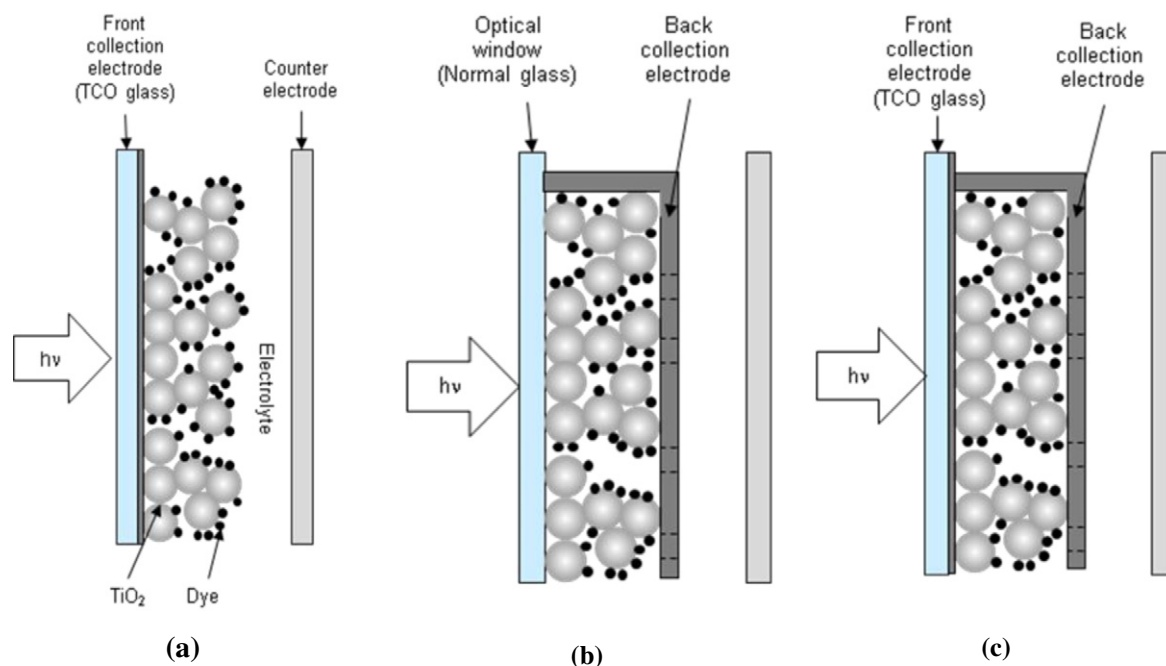 Front
collection
electrode
(TCO glass)
Counter
electrode
hν
Electrolyte
TiO₂
Dye
(a)
Optical
window
(Normal glass)
Back
collection
electrode
hν
(b)
Front
collection
electrode
(TCO glass)
Back
collection
electrode
hν
(c)